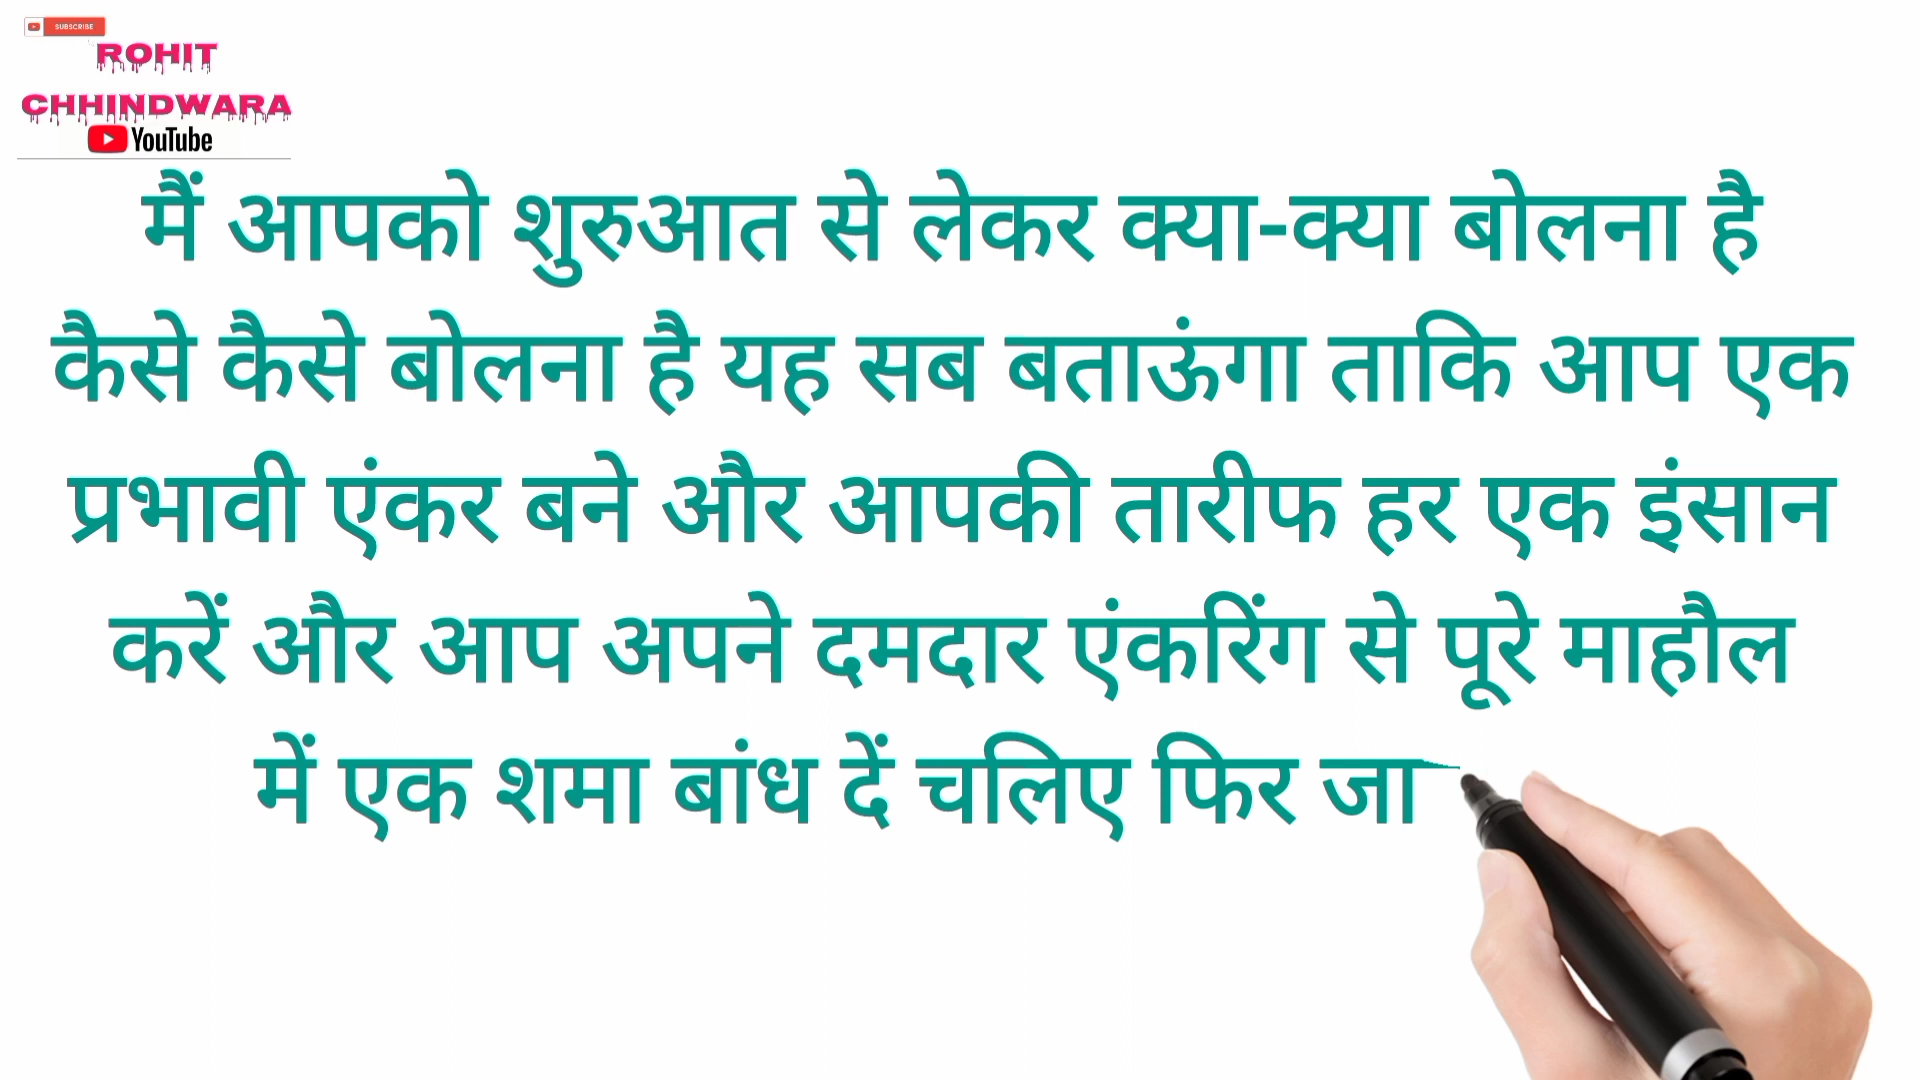 SUBSCRIBE
ROHIT
CHHINDWARA
YouTube
मैं आपको शुरुआत से लेकर क्या-क्या बोलना है
कैसे कैसे बोलना है यह सब बताऊंगा ताकि आप एक
प्रभावी एंकर बने और आपकी तारीफ हर एक इंसान
करें और आप अपने दमदार एंकरिंग से पूरे माहौल
में एक शमा बांध दें चलिए फिर जा